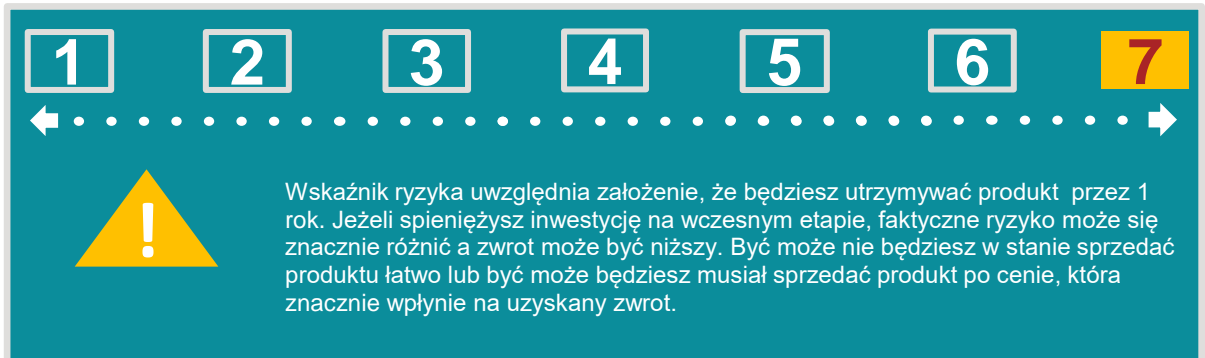 1 2 3 4 5 6 7
!
Wskaźnik ryzyka uwzględnia założenie, że będziesz utrzymywać produkt  przez 1
rok. Jeżeli spieniężysz inwestycję na wczesnym etapie, faktyczne ryzyko może się
znacznie różnić a zwrot może być niższy. Być może nie będziesz w stanie sprzedać
produktu łatwo lub być może będziesz musiał sprzedać produkt po cenie, która
znacznie wpłynie na uzyskany zwrot.